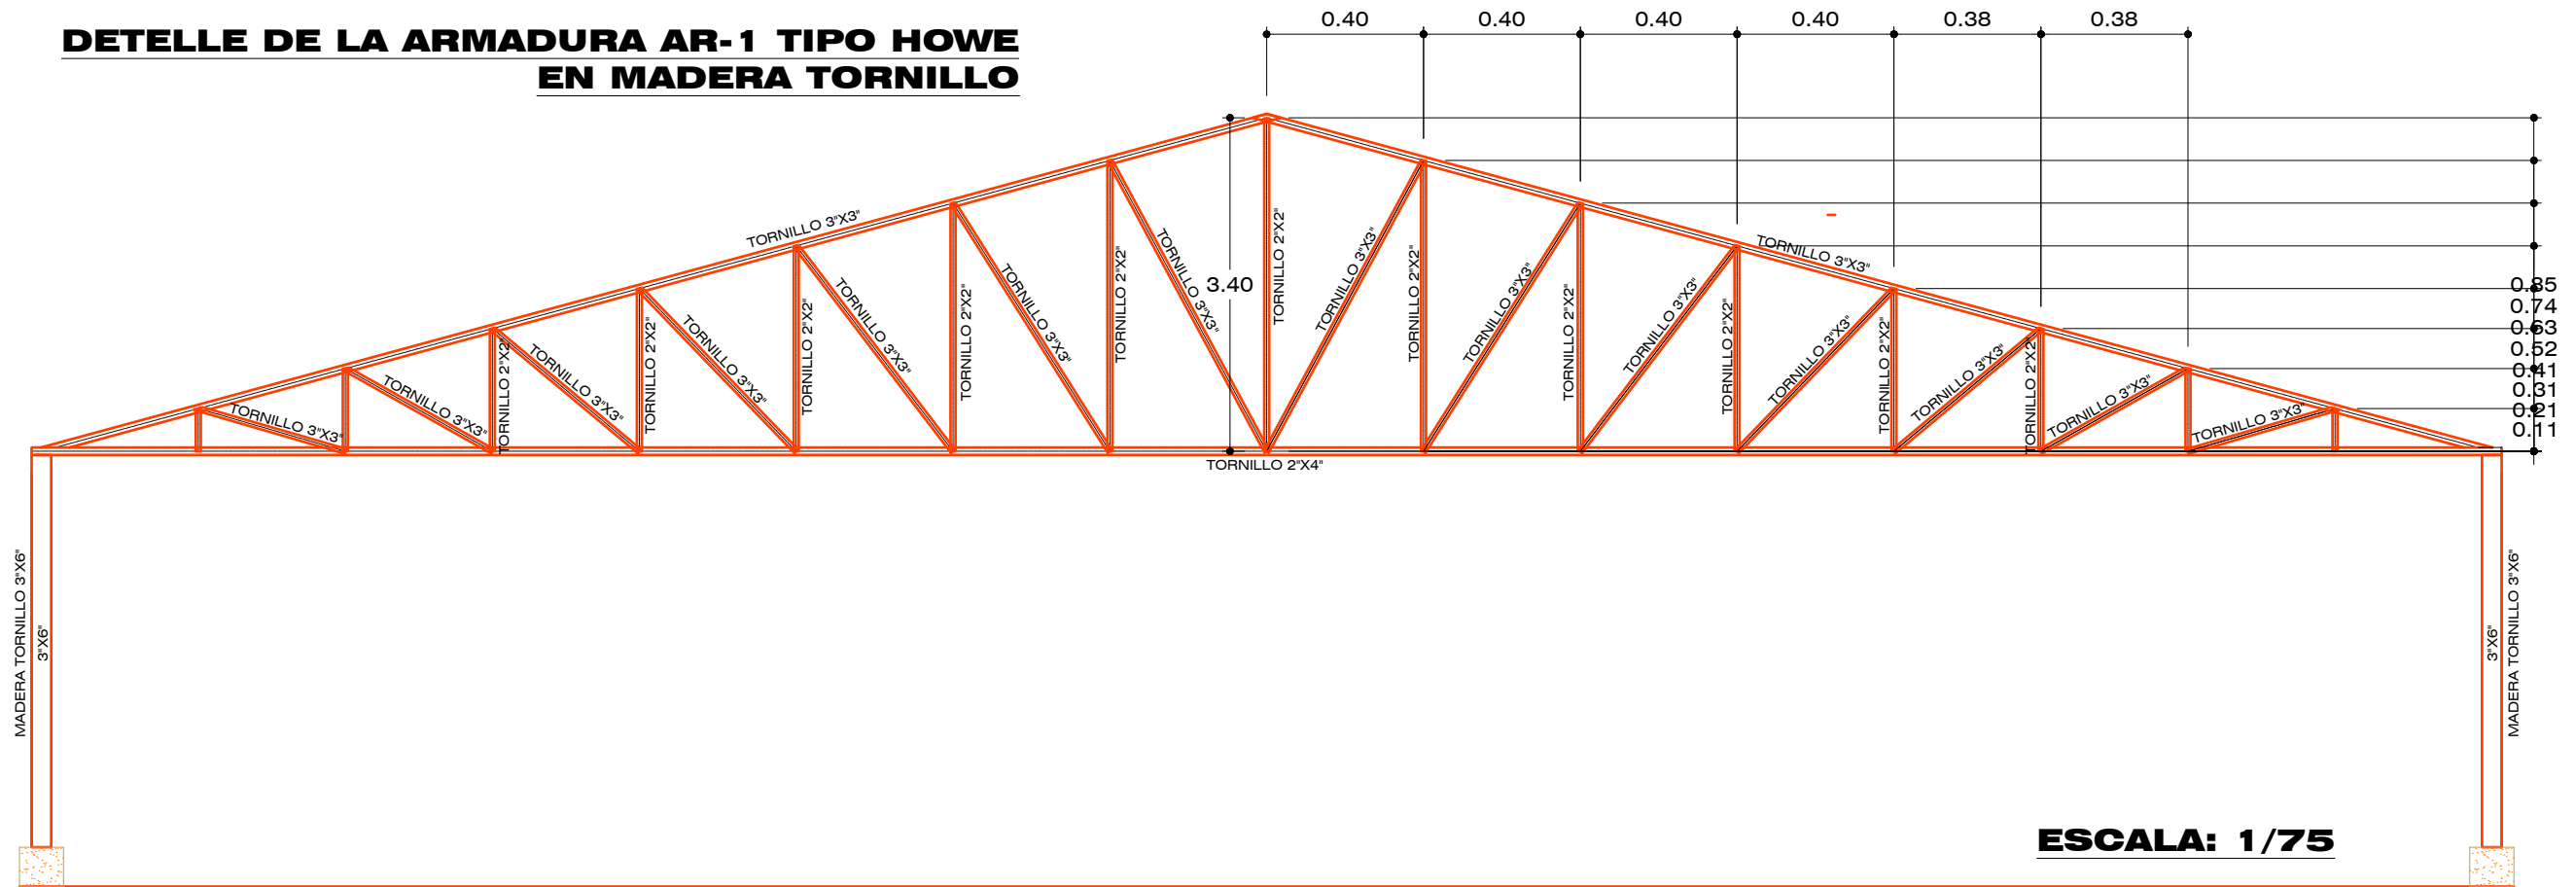 DETELLE DE LA ARMADURA AR-1 TIPO HOWE
EN MADERA TORNILLO
0.40
0.40
0.40
0.40
0.38
0.38
TORNILLO 3"X3"
TORNILLO 3"X3"
3.40
0.85
0.74
0.63
0.52
0.41
0.31
0.21
0.11
TORNILLO 3"X3"
TORNILLO 3"X3"
TORNILLO 2"X2"
TORNILLO 3"X3"
TORNILLO 2"X2"
TORNILLO 3"X3"
TORNILLO 2"X2"
TORNILLO 3"X3"
TORNILLO 2"X2"
TORNILLO 3"X3"
TORNILLO 2"X2"
TORNILLO 3"X3"
TORNILLO 2"X2"
TORNILLO 3"X3"
TORNILLO 2"X2"
TORNILLO 3"X3"
TORNILLO 2"X2"
TORNILLO 3"X3"
TORNILLO 2"X2"
TORNILLO 3"X3"
TORNILLO 2"X2"
TORNILLO 3"X3"
TORNILLO 2"X2"
TORNILLO 3"X3"
TORNILLO 3"X3"
TORNILLO 2"X4"
MADERA TORNILLO 3"X6"
3"X6"
3"X6"
MADERA TORNILLO 3"X6"
ESCALA: 1/75